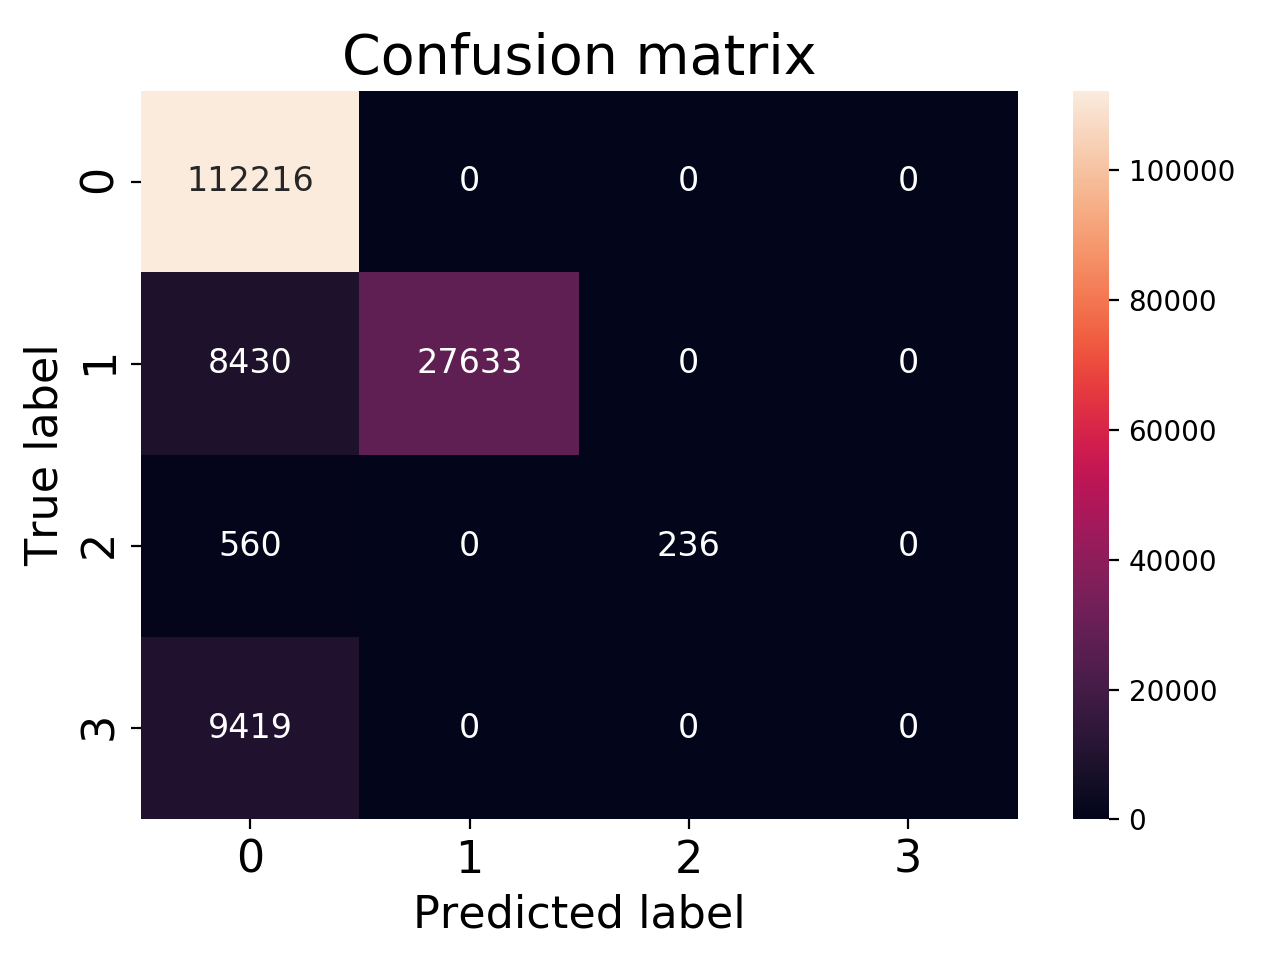 Confusion matrix
0 112216 0 0 0
1 8430 27633 0 0
2 560 0 236 0
3 9419 0 0 0
0 1 2 3
True label
Predicted label
100000
80000
60000
40000
20000
0